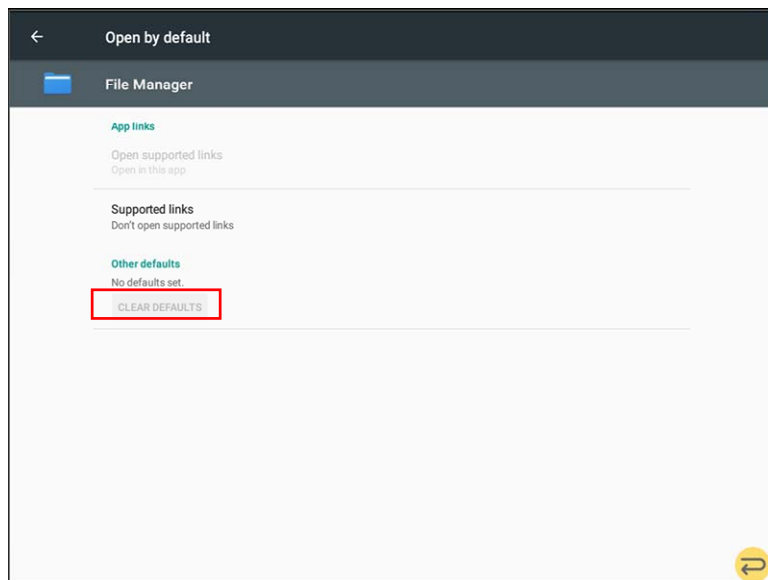 Open by default
File Manager
App links
Open supported links
Open in this app
Supported links
Don't open supported links
Other defaults
No defaults set.
CLEAR DEFAULTS